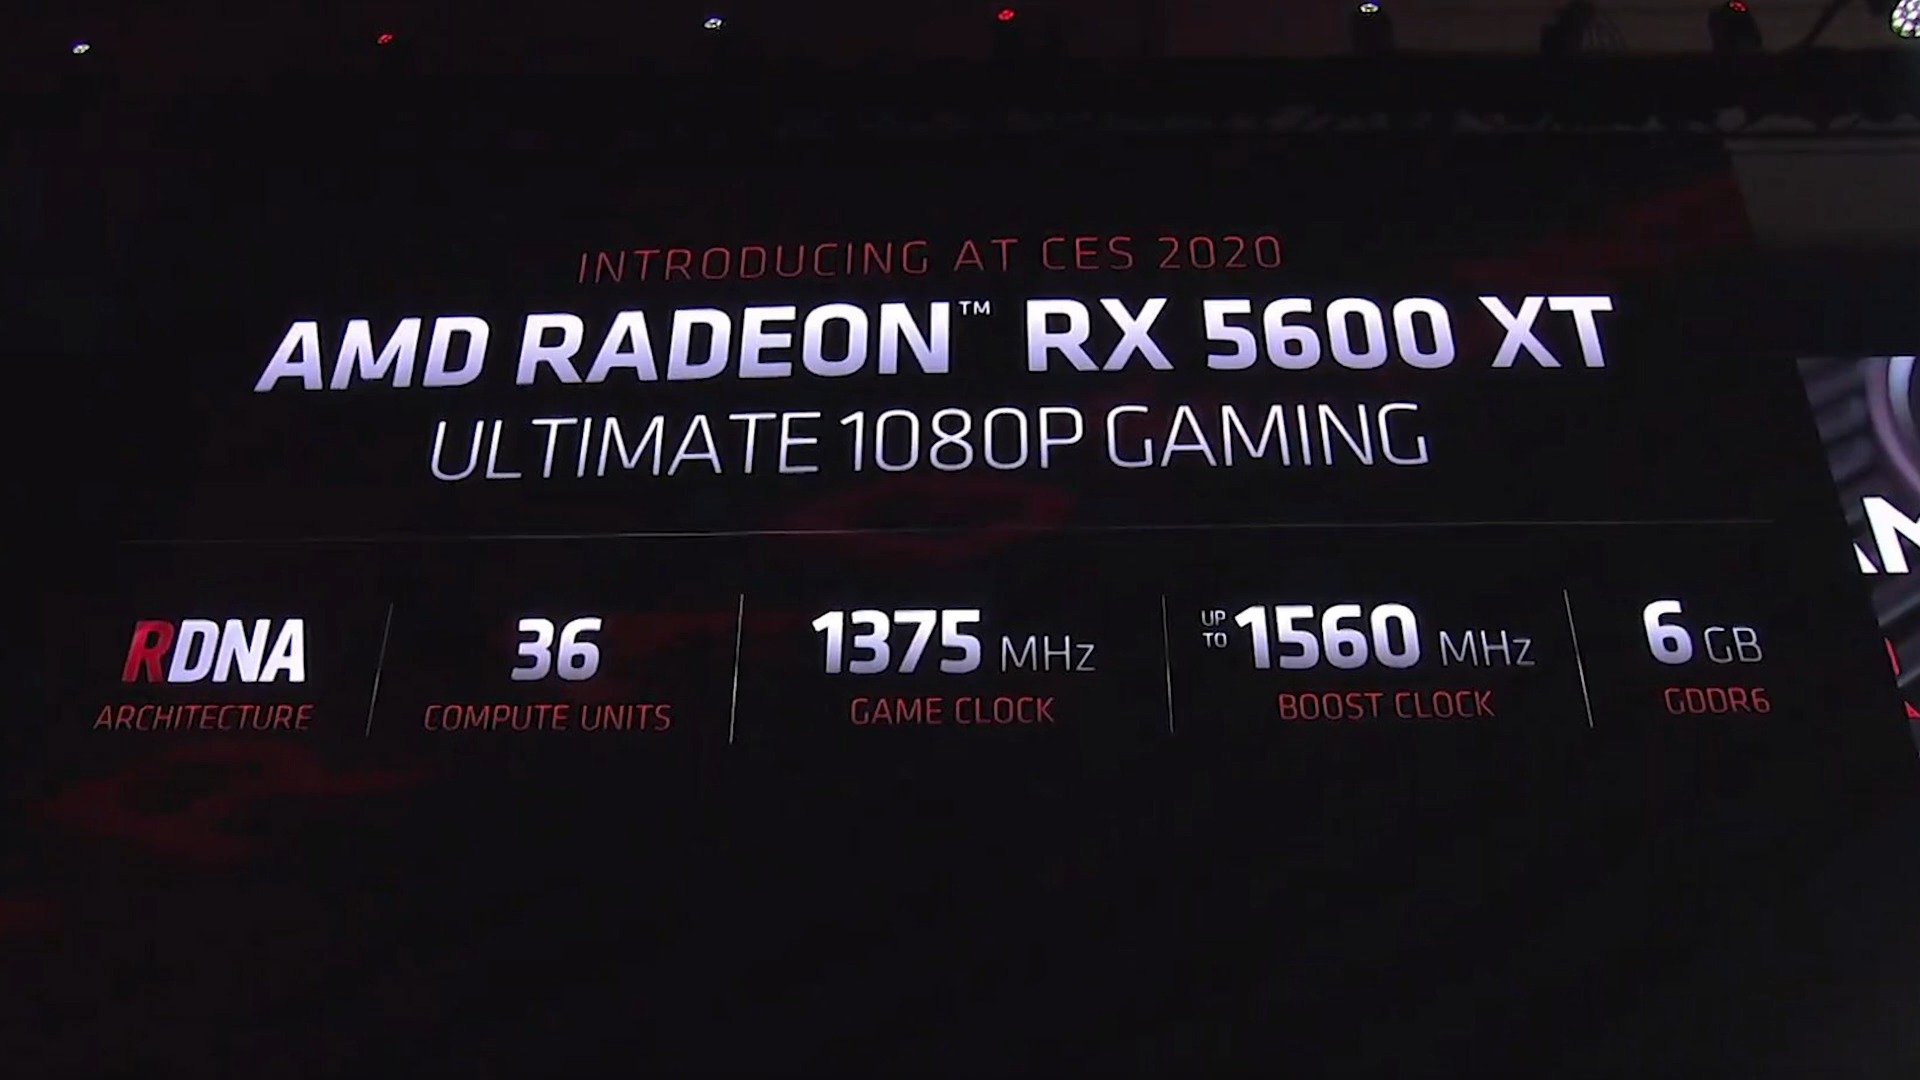 INTRODUCING AT CES 2020
AMD RADEON™ RX 5600 XT
ULTIMATE 1080P GAMING
RDNA
ARCHITECTURE
36
COMPUTE UNITS
1375 MHz
GAME CLOCK
UP TO 1560 MHz
BOOST CLOCK
6 GB
GDDR6